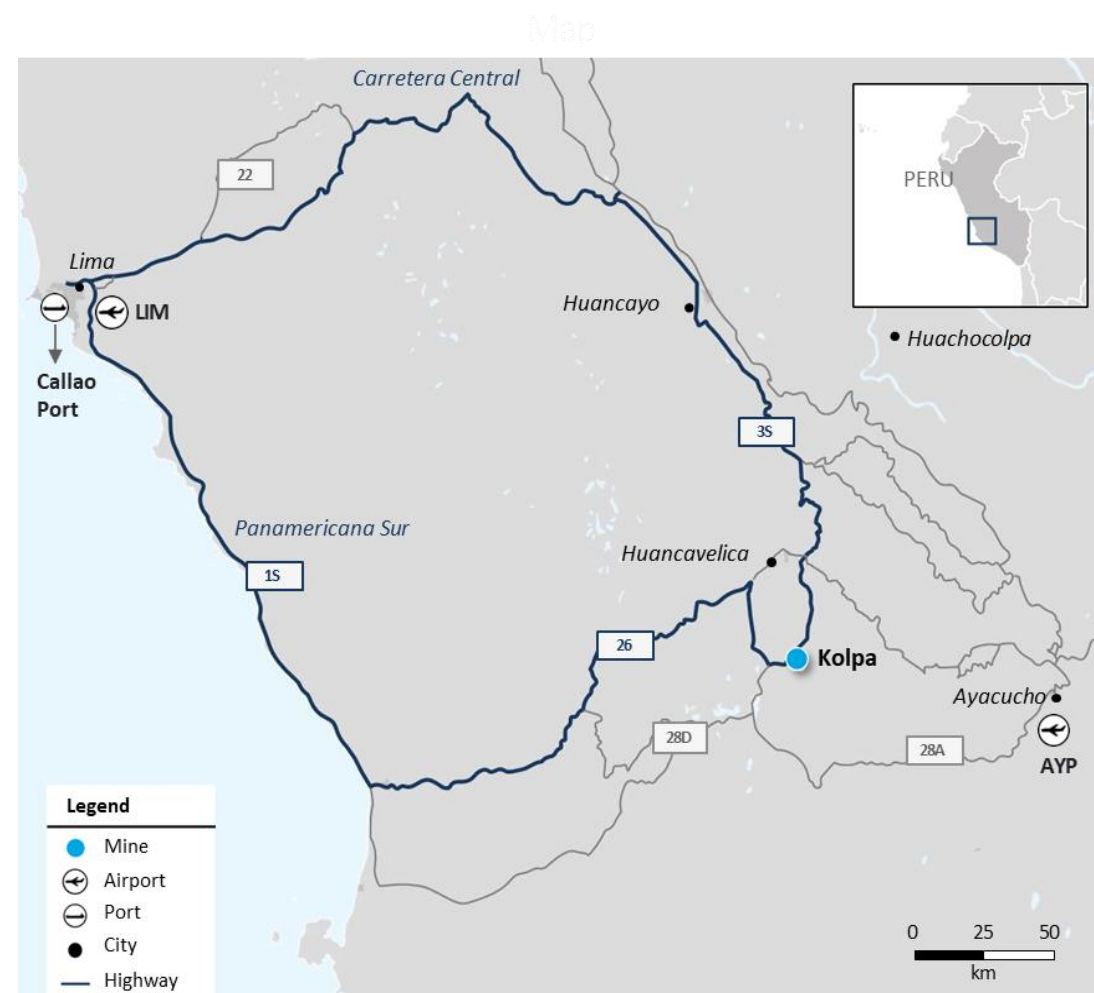 Map
Carretera Central
22
PERU
Lima
LIM
Huancayo
Huachocolpa
Callao
Port
3S
Panamericana Sur
Huancavelica
1S
26
Kolpa
Ayacucho
28D
28A
AYP
Legend
Mine
Airport
Port
City
Highway
0 25 50
km